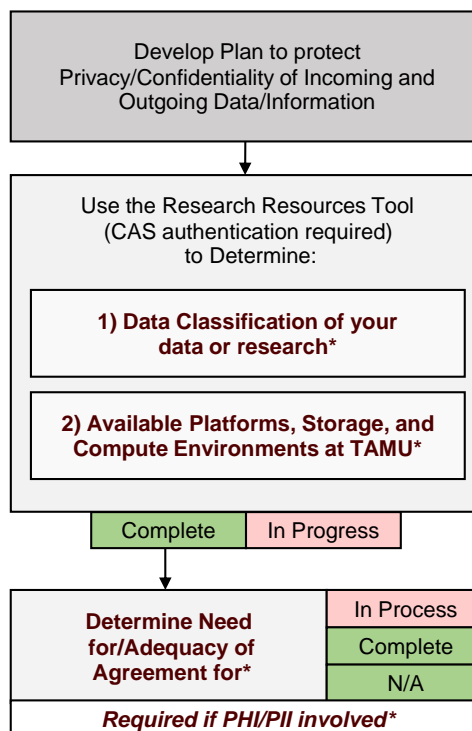 Develop Plan to protect
Privacy/Confidentiality of Incoming and
Outgoing Data/Information
Use the Research Resources Tool
(CAS authentication required)
to Determine:
1) Data Classification of your
data or research*
2) Available Platforms, Storage, and
Compute Environments at TAMU*
Complete
In Progress
Determine Need
for/Adequacy of
Agreement for*
In Process
Complete
N/A
Required if PHI/PII involved*